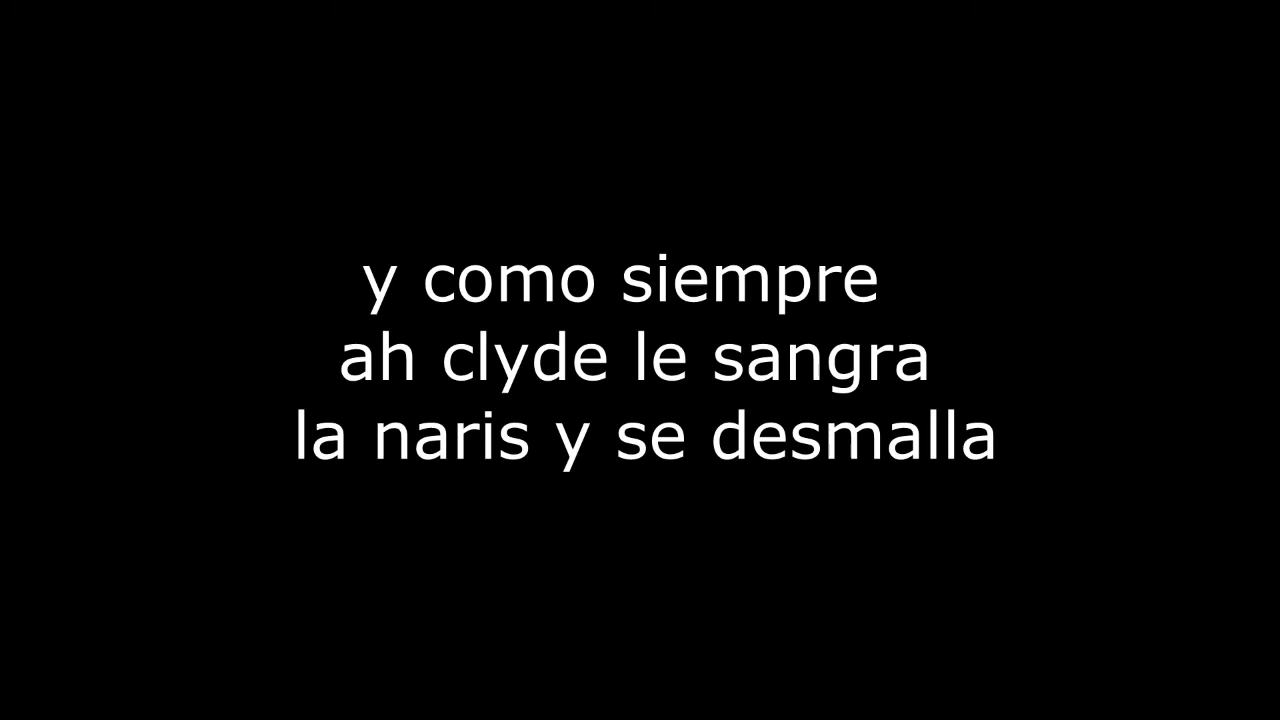 y como siempre
ah clyde le sangra
la naris y se desmalla